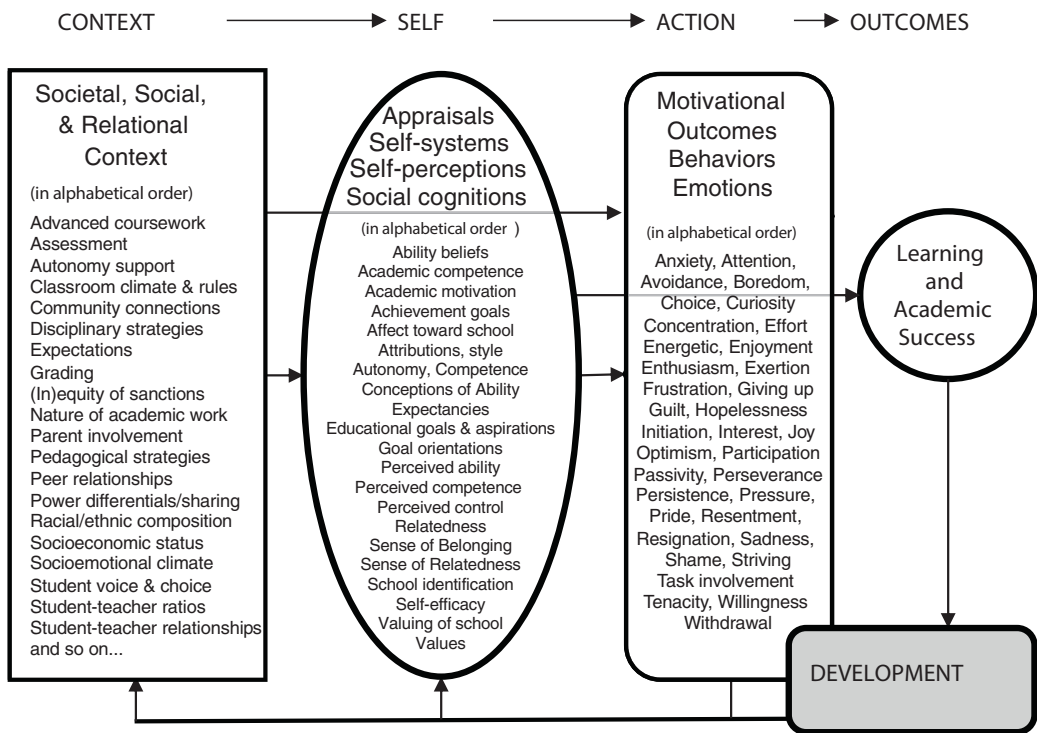 CONTEXT SELF ACTION OUTCOMES
Societal, Social,
& Relational
Context
(in alphabetical order)
Advanced coursework
Assessment
Autonomy support
Classroom climate & rules
Community connections
Disciplinary strategies
Expectations
Grading
(In)equity of sanctions
Nature of academic work
Parent involvement
Pedagogical strategies
Peer relationships
Power differentials/sharing
Racial/ethnic composition
Socioeconomic status
Socioemotional climate
Student voice & choice
Student-teacher ratios
Student-teacher relationships
and so on...
Appraisals
Self-systems
Self-perceptions
Social cognitions
(in alphabetical order )
Ability beliefs
Academic competence
Academic motivation
Achievement goals
Affect toward school
Attributions, style
Autonomy, Competence
Conceptions of Ability
Expectancies
Educational goals & aspirations
Goal orientations
Perceived ability
Perceived competence
Perceived control
Relatedness
Sense of Belonging
Sense of Relatedness
School identification
Self-efficacy
Valuing of school
Values
Motivational
Outcomes
Behaviors
Emotions
(in alphabetical order)
Anxiety, Attention,
Avoidance, Boredom,
Choice, Curiosity
Concentration, Effort
Energetic, Enjoyment
Enthusiasm, Exertion
Frustration, Giving up
Guilt, Hopelessness
Initiation, Interest, Joy
Optimism, Participation
Passivity, Perseverance
Persistence, Pressure,
Pride, Resentment,
Resignation, Sadness,
Shame, Striving
Task involvement
Tenacity, Willingness
Withdrawal
Learning
and
Academic
Success
DEVELOPMENT